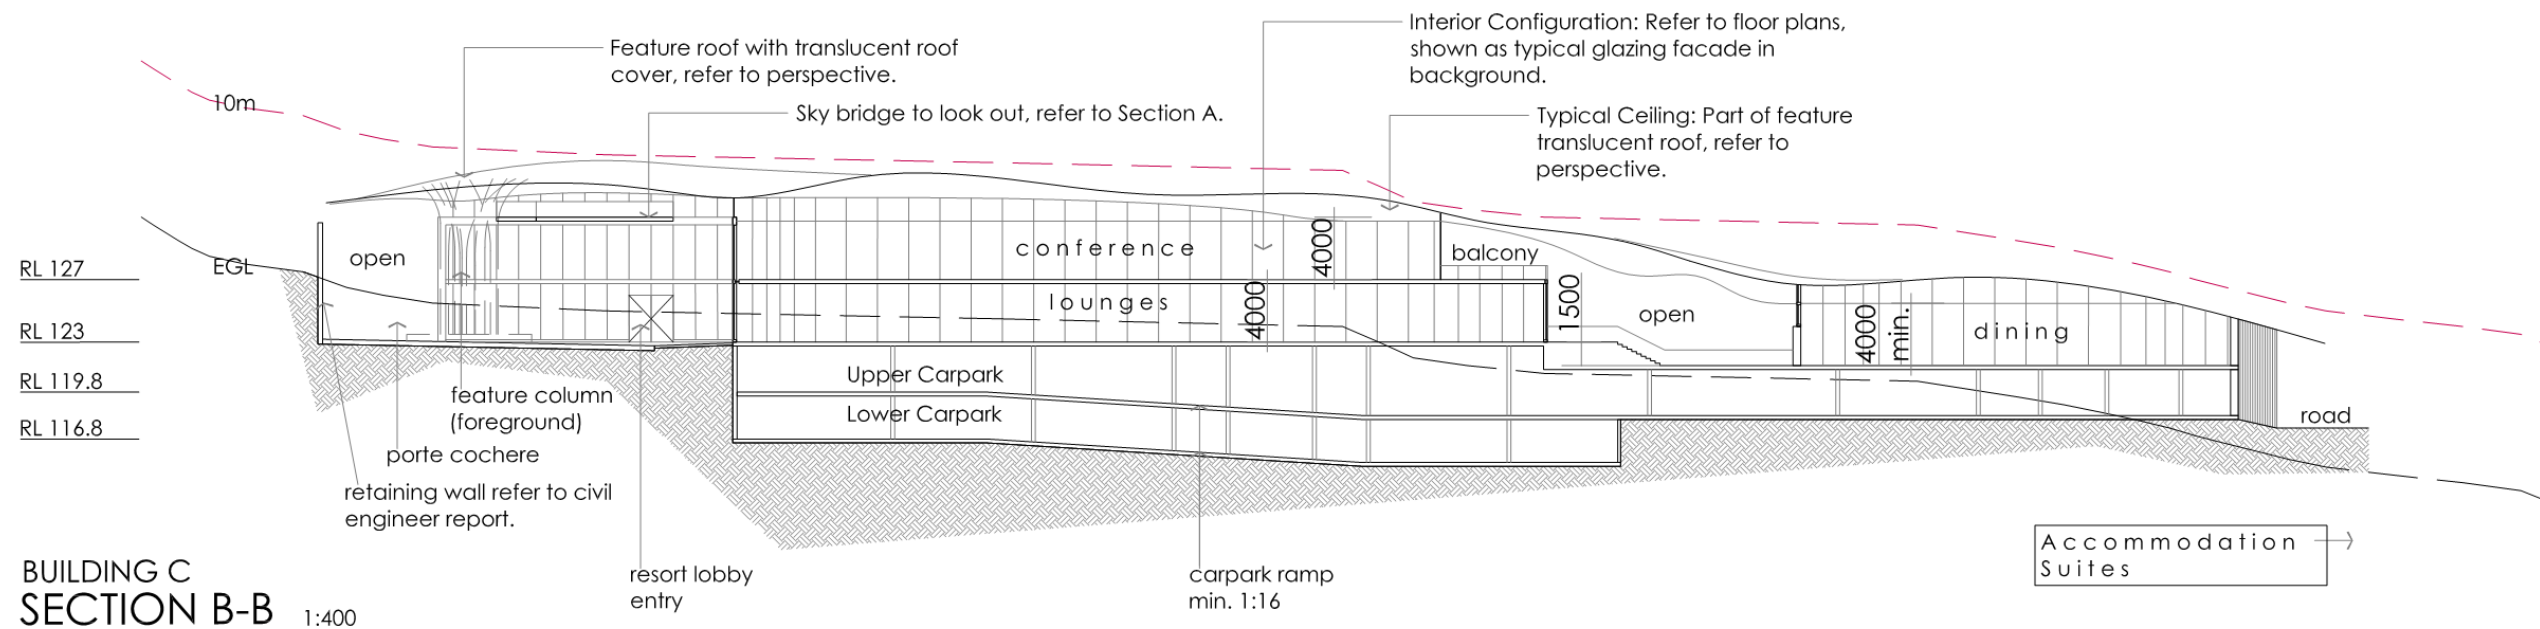 Interior Configuration: Refer to floor plans,
shown as typical glazing facade in
background.
Feature roof with translucent roof
cover, refer to perspective.
10m
Sky bridge to look out, refer to Section A.
Typical Ceiling: Part of feature
translucent roof, refer to
perspective.
RL 127
EGL
open
conference
4000
balcony
lounges
4000
1500
open
4000
min.
dining
RL 123
RL 119.8
RL 116.8
Upper Carpark
Lower Carpark
feature column
(foreground)
porte cochere
retaining wall refer to civil
engineer report.
road
resort lobby
entry
carpark ramp
min. 1:16
Accommodation
Suites
BUILDING C
SECTION B-B 1:400